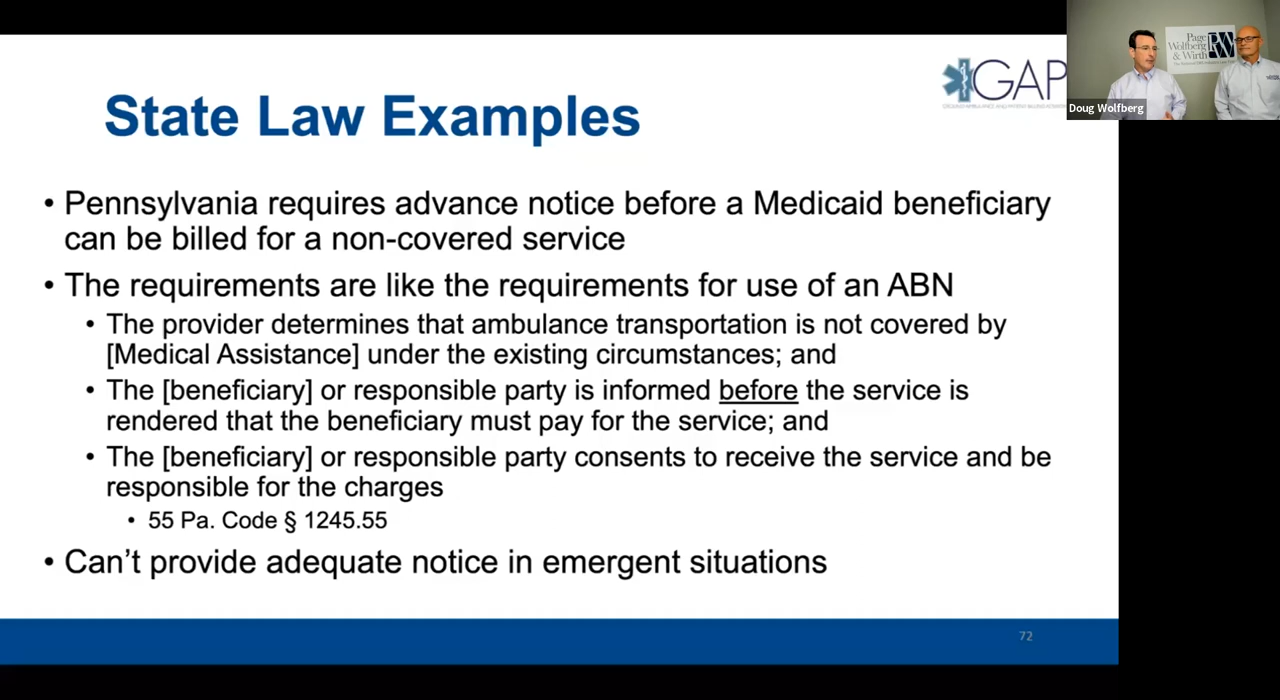 State Law Examples
GAP
Doug Wolfberg
Page
Wolfberg
& Wirth
• Pennsylvania requires advance notice before a Medicaid beneficiary
can be billed for a non-covered service
• The requirements are like the requirements for use of an ABN
• The provider determines that ambulance transportation is not covered by
[Medical Assistance] under the existing circumstances; and
• The [beneficiary] or responsible party is informed before the service is
rendered that the beneficiary must pay for the service; and
• The [beneficiary] or responsible party consents to receive the service and be
responsible for the charges
• 55 Pa. Code § 1245.55
• Can’t provide adequate notice in emergent situations
72